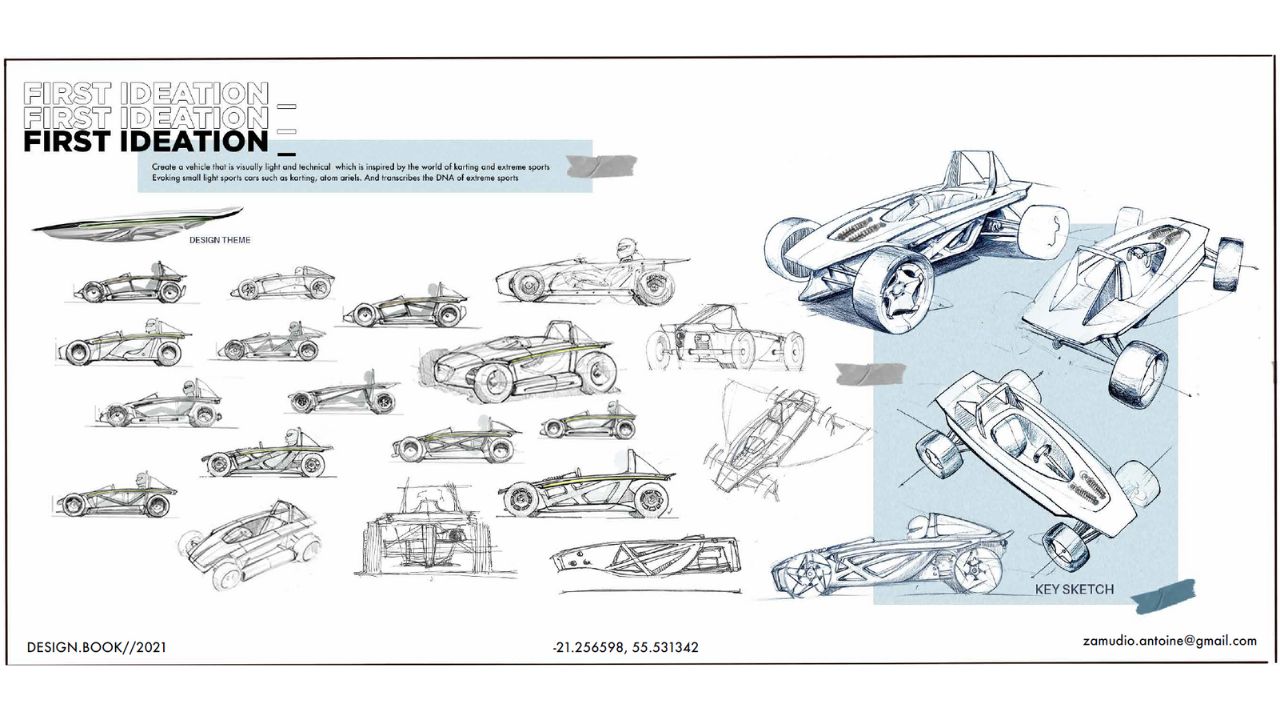 FIRST IDEATION _
FIRST IDEATION _
FIRST IDEATION _
Create a vehicle that is visually light and technical which is inspired by the world of karting and extreme sports
Evoking small light sports cars such as karting, atom ariels. And transcribes the DNA of extreme sports
DESIGN THEME
KEY SKETCH
DESIGN.BOOK//2021
-21.256598, 55.531342
zamudio.antoine@gmail.com